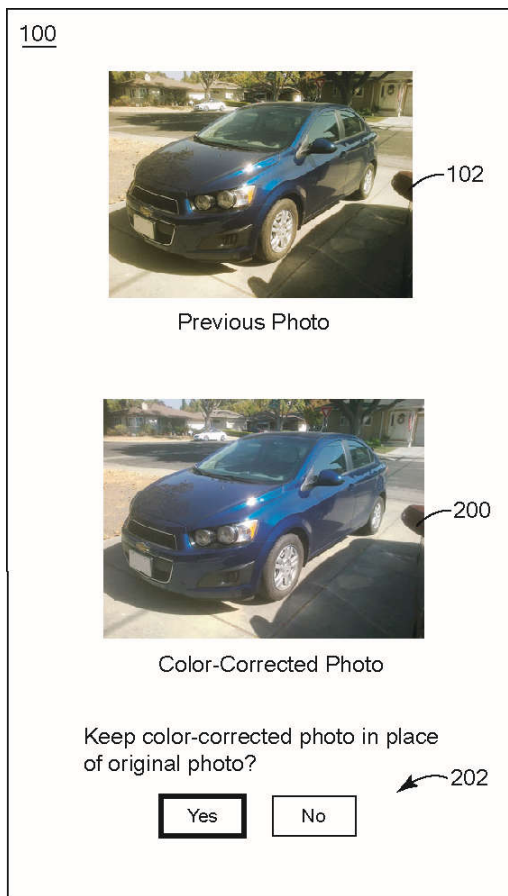 100
102
Previous Photo
200
Color-Corrected Photo
Keep color-corrected photo in place
of original photo?
202
Yes
No